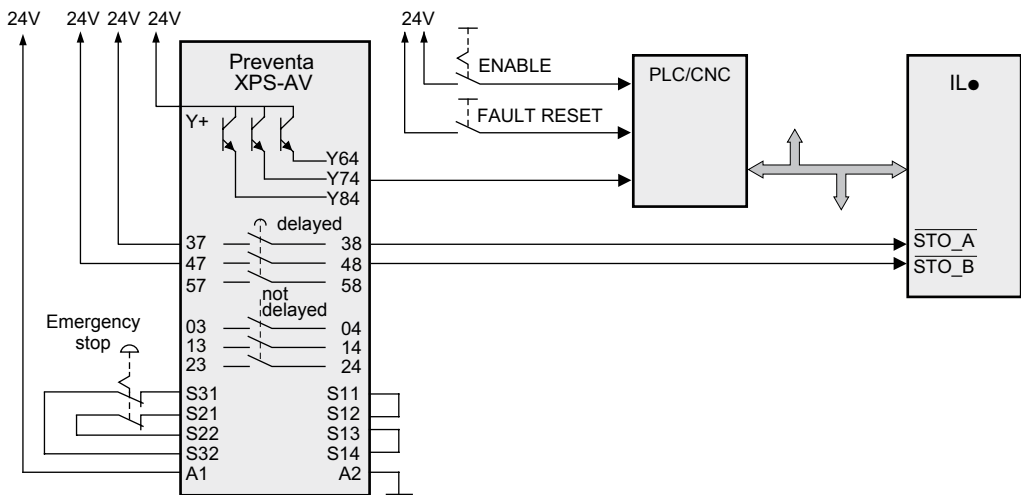 24V 24V 24V 24V 24V
Preventa
XPS-AV
ENABLE
PLC/CNC
IL●
FAULT RESET
Y+
Y64
Y74
Y84
delayed
37 38
47 48
57 58
STO_A
STO_B
not
delayed
Emergency
stop
03 04
13 14
23 24
S31 S11
S21 S12
S22 S13
S32 S14
A1 A2